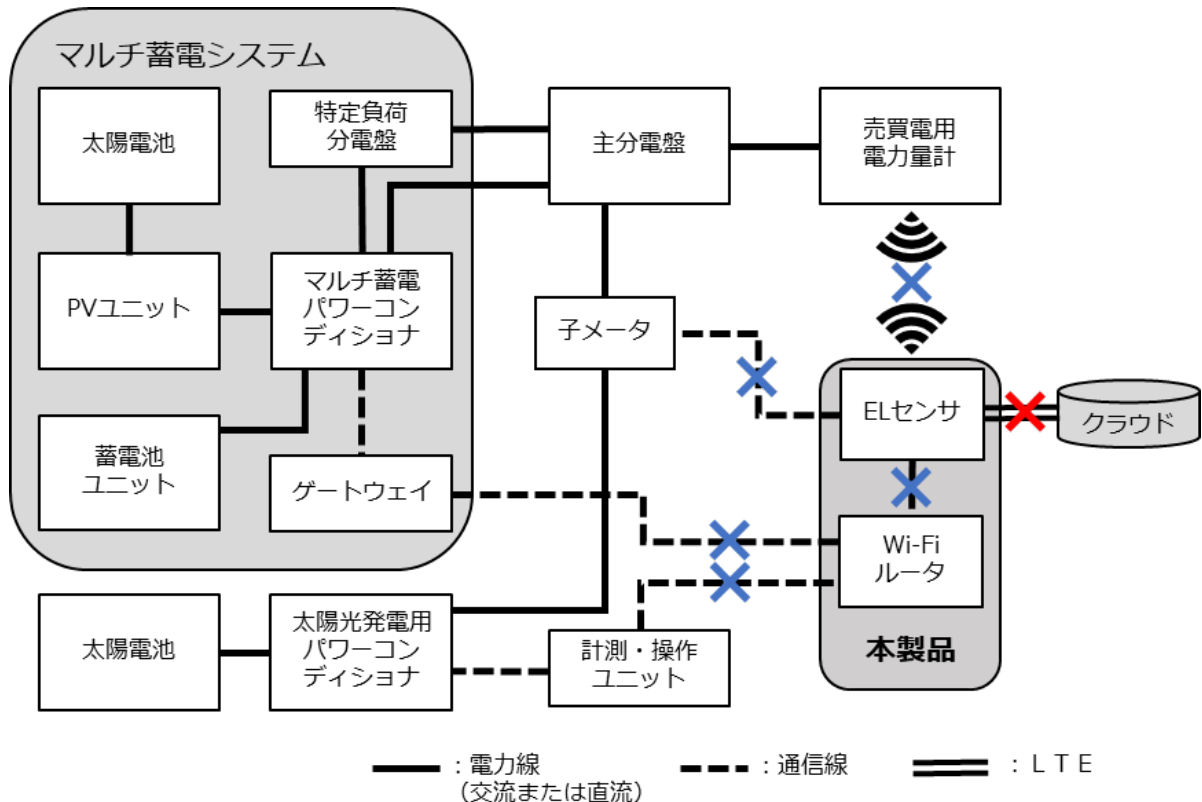 マルチ蓄電システム
太陽電池
特定負荷
分電盤
主分電盤
売買電用
電力量計
PVユニット
マルチ蓄電
パワーコン
ディショナ
子メータ
ELセンサ
クラウド
蓄電池
ユニット
ゲートウェイ
Wi-Fi
ルータ
太陽電池
太陽光発電用
パワーコン
ディショナ
計測・操作
ユニット
本製品
：電力線
（交流または直流）
：通信線
：ＬＴＥ